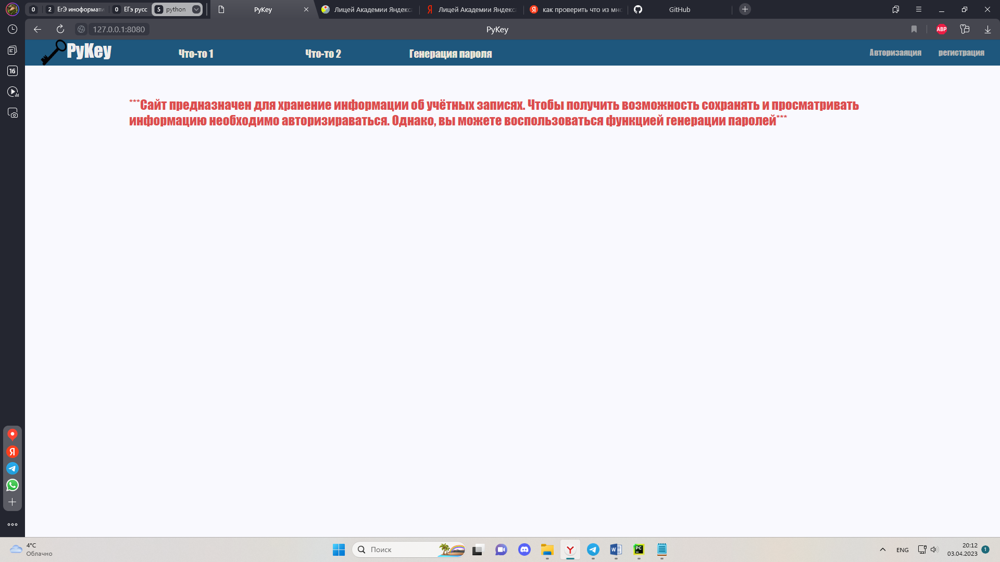 0
2 ЕгЭ иноформати
0 ЕГэ русс
5 python
PyKey
Лицей Академии Яндекса
Лицей Академии Яндекса
как проверить что из мно
GitHub
127.0.0.1:8080
PyKey
ABP
16
PyKey
Что-то 1
Что-то 2
Генерация пароля
Авторизаяция
регистрация
***Сайт предназначен для хранение информации об учётных записях. Чтобы получить возможность сохранять и просматривать
информацию необходимо авторизираваться. Однако, вы можете воспользоваться функцией генерации паролей***
4°C
Облачно
Поиск
ENG
20:12
03.04.2023
1